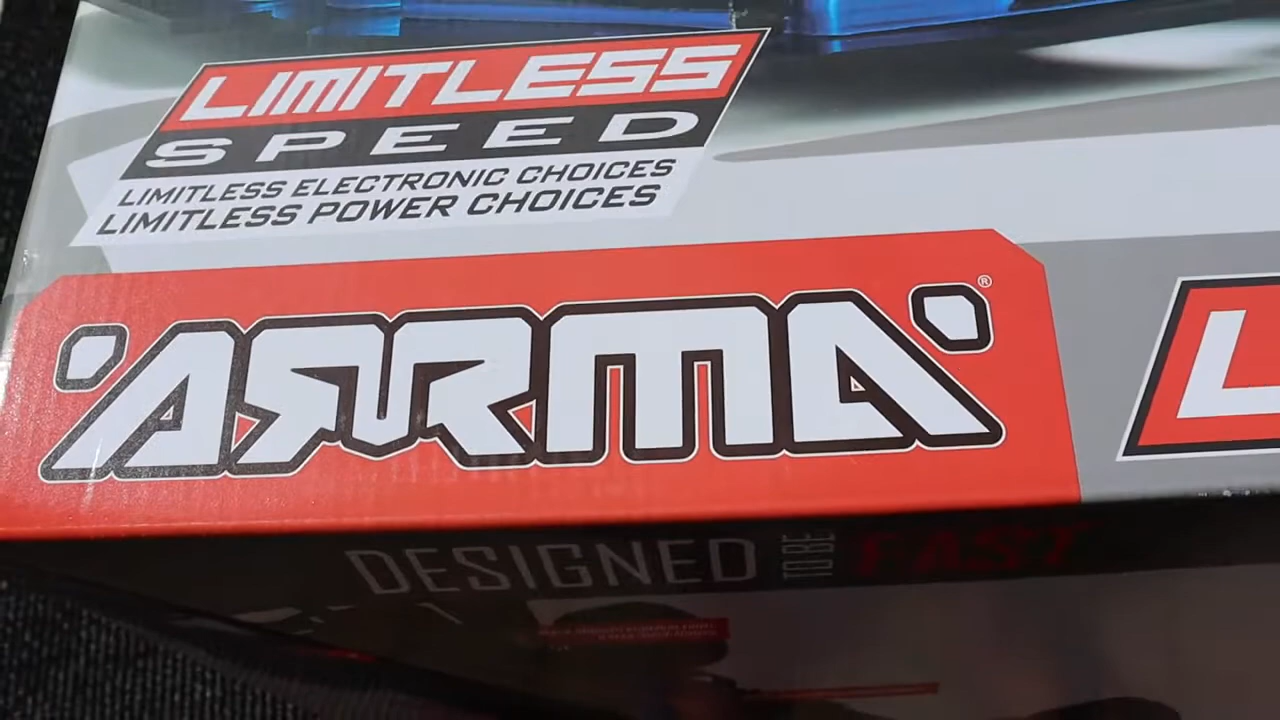 LIMITLESS
SPEED
LIMITLESS ELECTRONIC CHOICES
LIMITLESS POWER CHOICES
ARRMA®
L
DESIGNED TO BE FAST